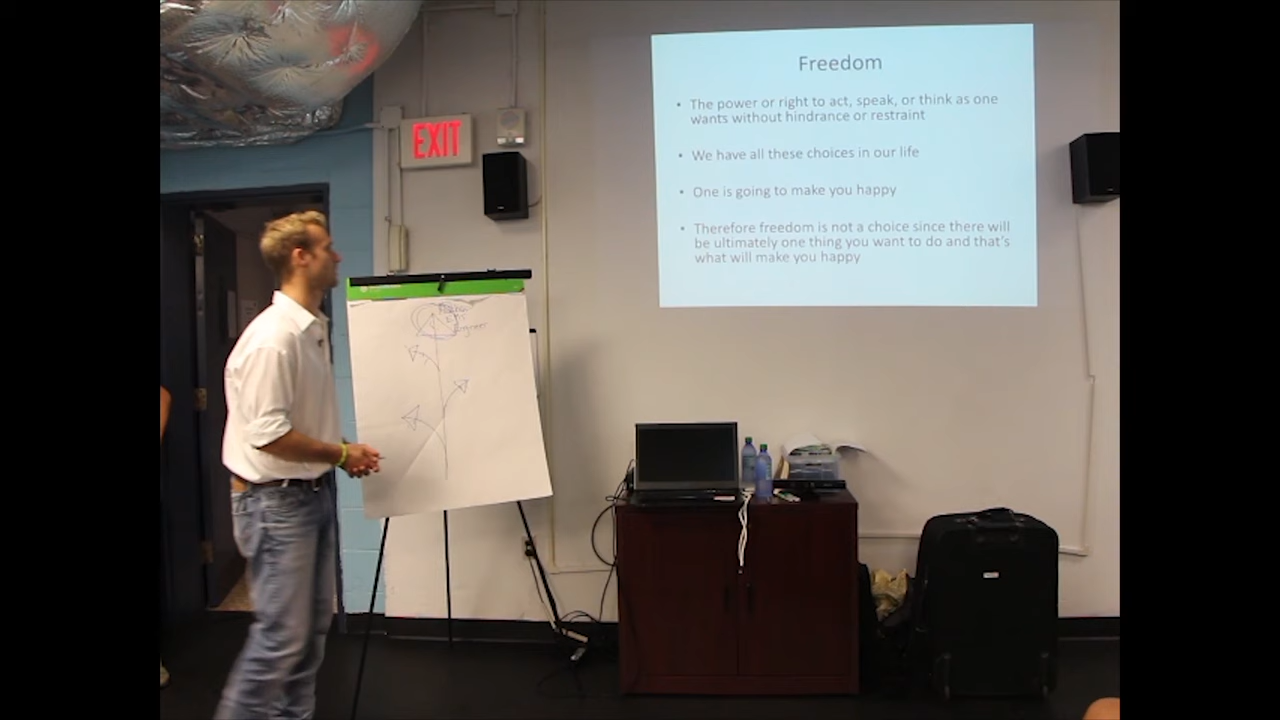 Freedom
• The power or right to act, speak, or think as one
wants without hindrance or restraint
• We have all these choices in our life
• One is going to make you happy
• Therefore freedom is not a choice since there will
be ultimately one thing you want to do and that's
what will make you happy
EXIT